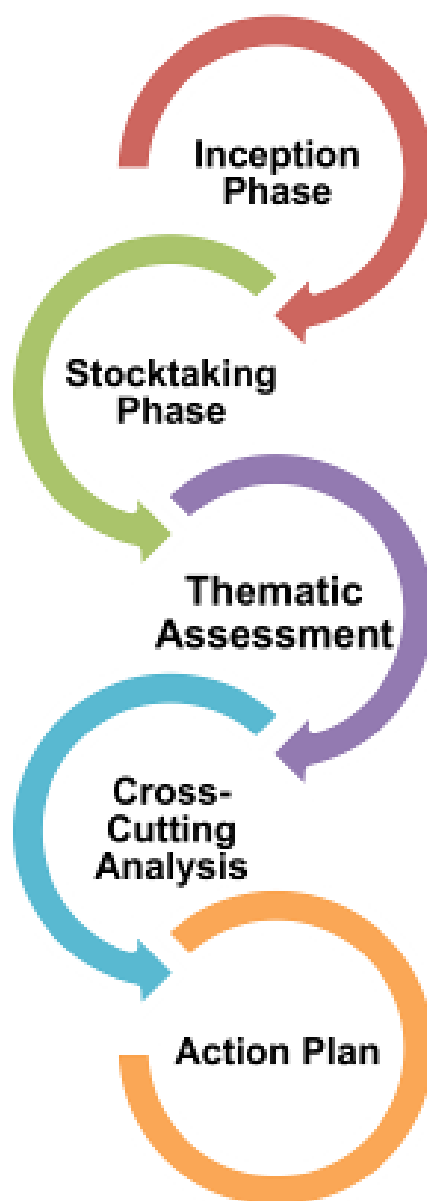 Inception
Phase
Stocktaking
Phase
Thematic
Assessment
Cross-
Cutting
Analysis
Action Plan